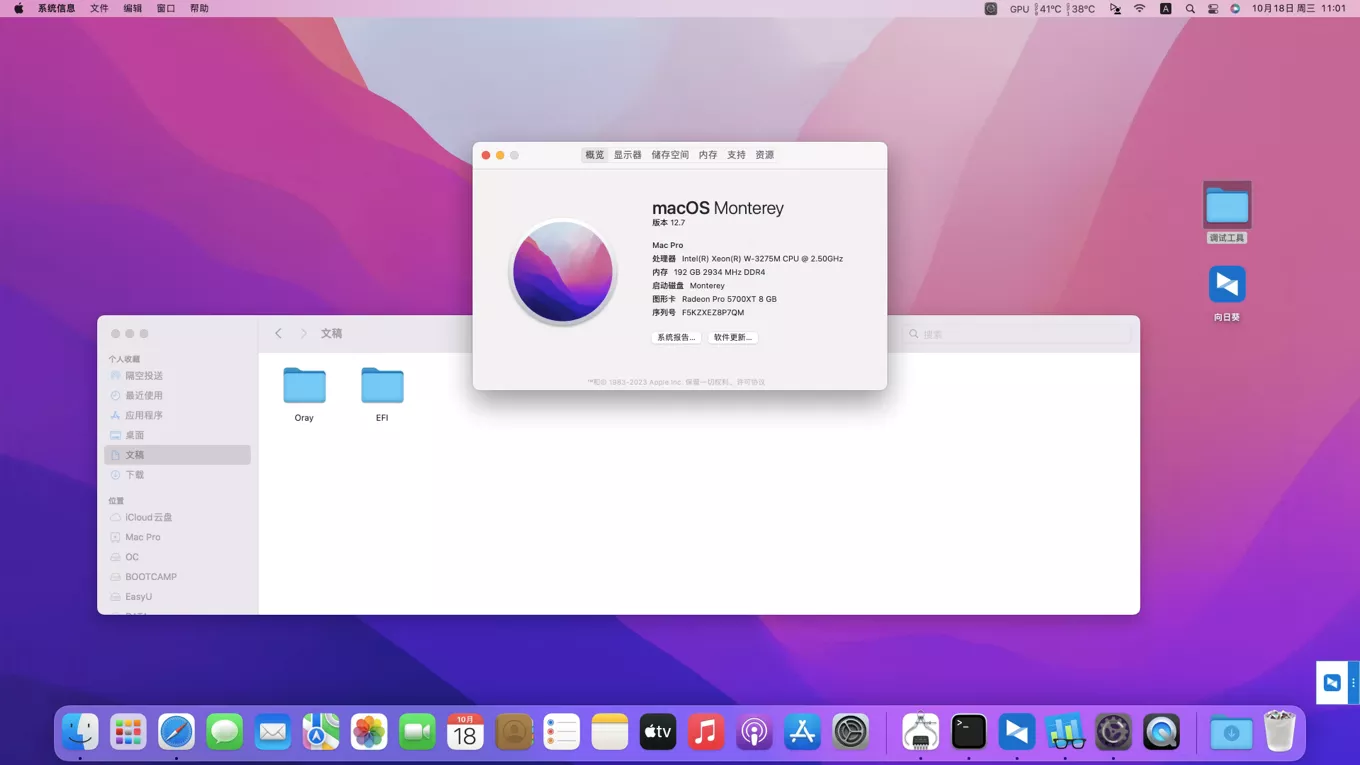 系统信息 文件 编辑 窗口 帮助
GPU 41°C 38°C A 10月18日 周三 11:01
概览 显示器 储存空间 内存 支持 资源
macOS Monterey
版本 12.7
Mac Pro
处理器 Intel(R) Xeon(R) W-3275M CPU @ 2.50GHz
内存 192 GB 2934 MHz DDR4
启动磁盘 Monterey
图形卡 Radeon Pro 5700XT 8 GB
序列号 F5KZXEZ8P7QM
系统报告... 软件更新...
™和© 1983-2023 Apple Inc. 保留一切权利。许可协议
调试工具
向日葵
文稿
搜索
个人收藏
隔空投送
最近使用
应用程序
桌面
文稿
下载
位置
iCloud云盘
Mac Pro
OC
BOOTCAMP
EasyU
Oray
EFI
10月
18
tv
>_